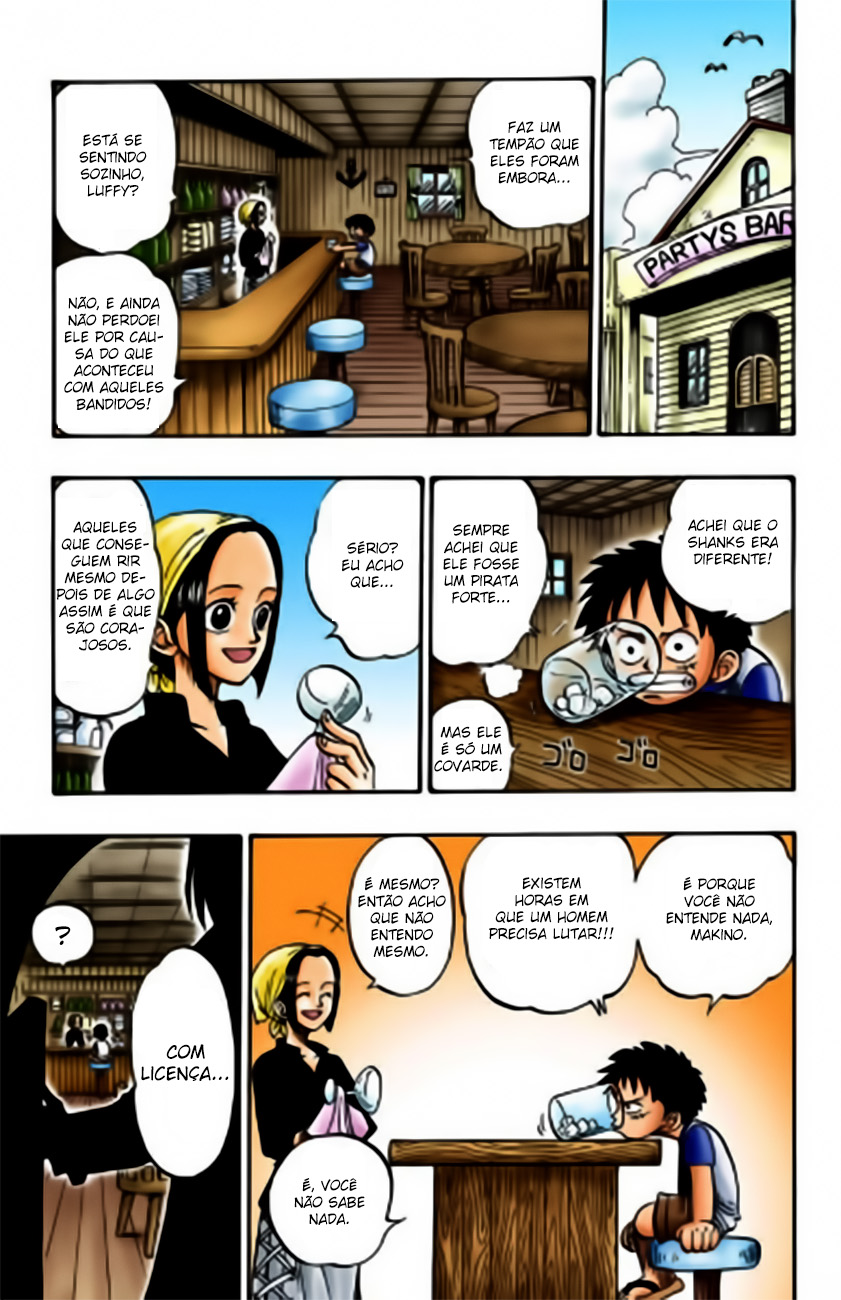 PARTYS BAR
FAZ UM
TEMPÃO QUE
ELES FORAM
EMBORA...
ESTÁ SE
SENTINDO
SOZINHO,
LUFFY?
NÃO, E AINDA
NÃO PERDOEI
ELE POR CAU-
SA DO QUE
ACONTECEU
COM AQUELES
BANDIDOS!
ACHEI QUE O
SHANKS ERA
DIFERENTE!
SEMPRE
ACHEI QUE
ELE FOSSE
UM PIRATA
FORTE...
MAS ELE
É SÓ UM
COVARDE.
ゴロ ゴロ
SÉRIO?
EU ACHO
QUE...
AQUELES
QUE CONSE-
GUEM RIR
MESMO DE-
POIS DE ALGO
ASSIM É QUE
SÃO CORA-
JOSOS.
É PORQUE
VOCÊ NÃO
ENTENDE NADA,
MAKINO.
EXISTEM
HORAS EM
QUE UM HOMEM
PRECISA LUTAR!!!
É MESMO?
ENTÃO ACHO
QUE NÃO
ENTENDO
MESMO.
É, VOCÊ
NÃO SABE
NADA.
COM
LICENÇA...
?